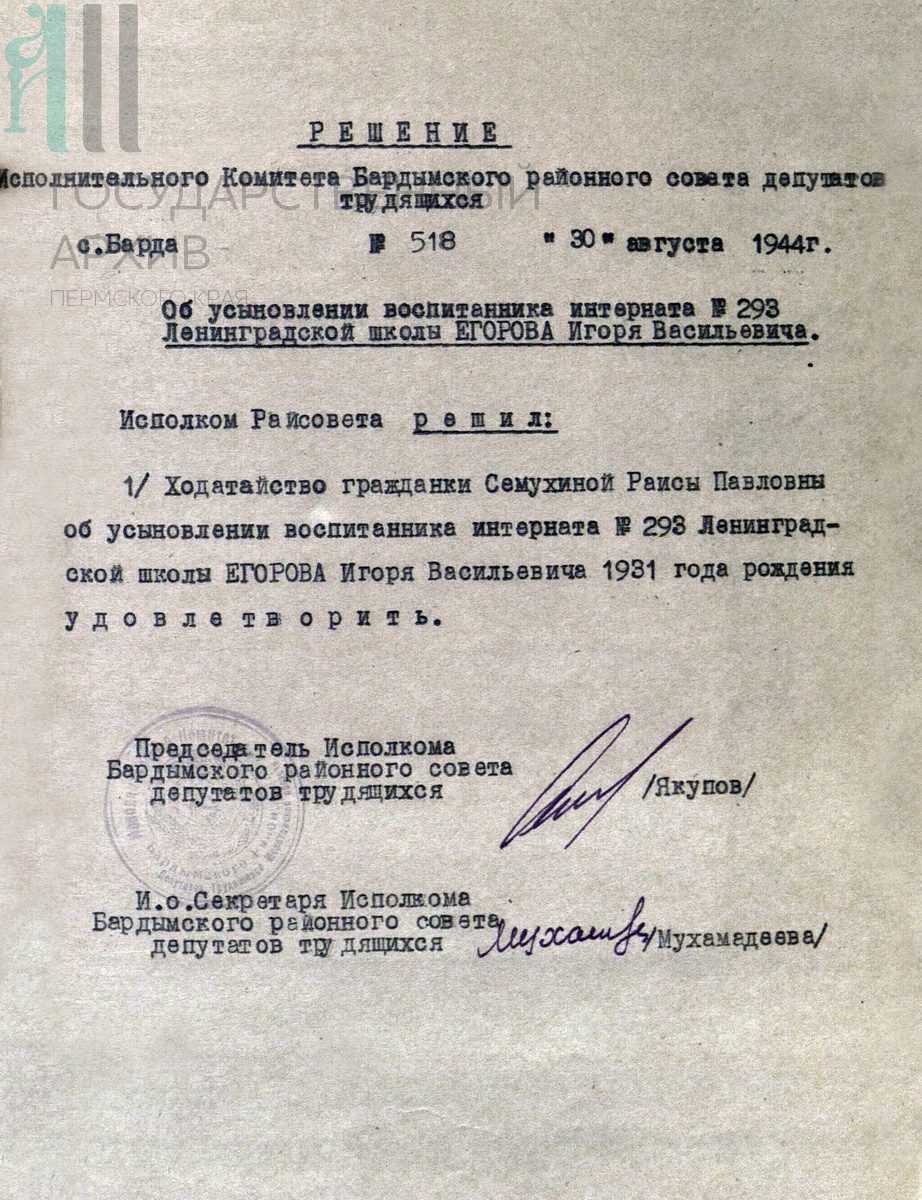 Р Е Ш Е Н И Е
Исполнительного Комитета Бардымского районного совета депутатов
трудящихся
ГОСУДАРСТВЕННЫЙ
с.Барда № 518 " 30 " августа 1944г.
АРХИВ
ПЕРМСКОГО КРАЯ
Об усыновлении воспитанника интерната № 293
Ленинградской школы ЕГОРОВА Игоря Васильевича.
Исполком Райсовета р е ш и л:
1/ Ходатайство гражданки Семухиной Раисы Павловны
об усыновлении воспитанника интерната № 293 Ленинград-
ской школы ЕГОРОВА Игоря Васильевича 1931 года рождения
у д о в л е т в о р и т ь.
Председатель Исполкома
Бардымского районного совета
депутатов трудящихся /Якупов/
И.о.Секретаря Исполкома
Бардымского районного совета
депутатов трудящихся /Мухамадеева/